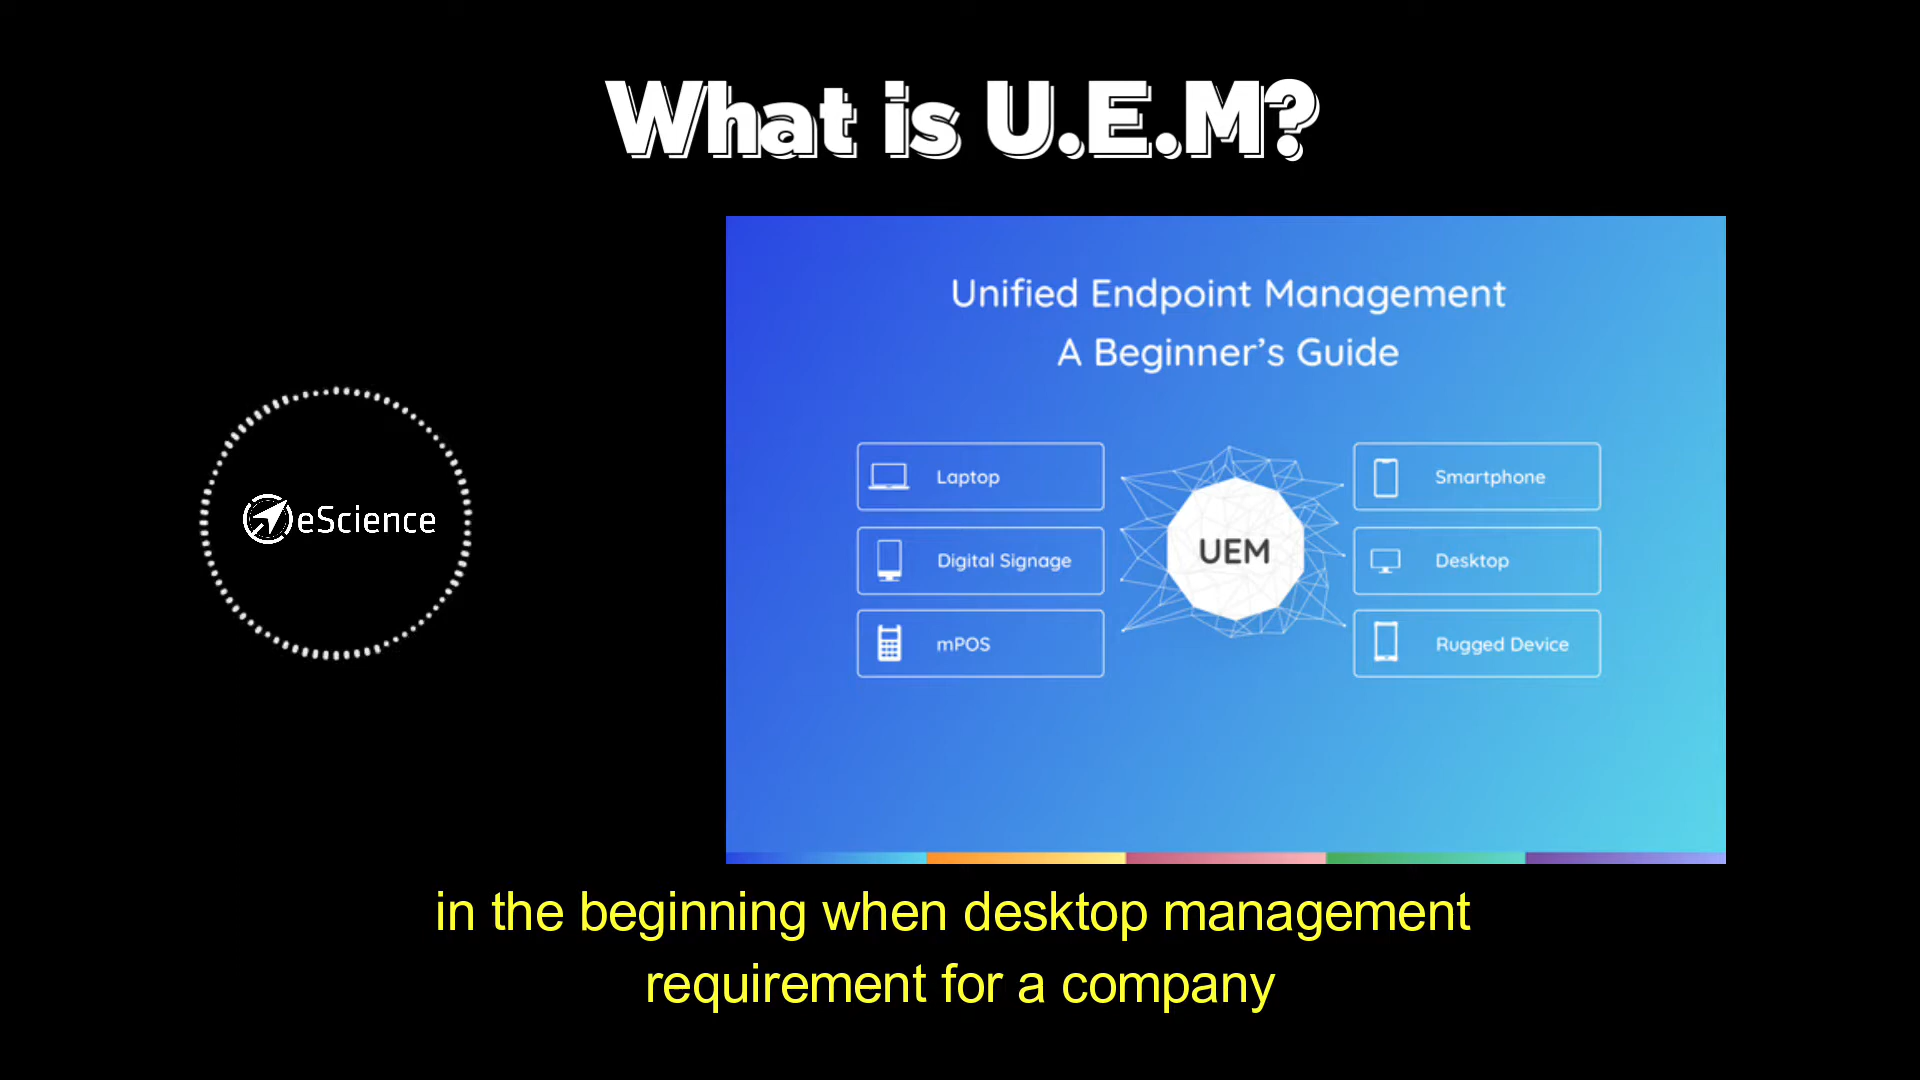 What is U.E.M?
Unified Endpoint Management
A Beginner's Guide
Laptop
Digital Signage
mPOS
UEM
Smartphone
Desktop
Rugged Device
eScience
in the beginning when desktop management
requirement for a company